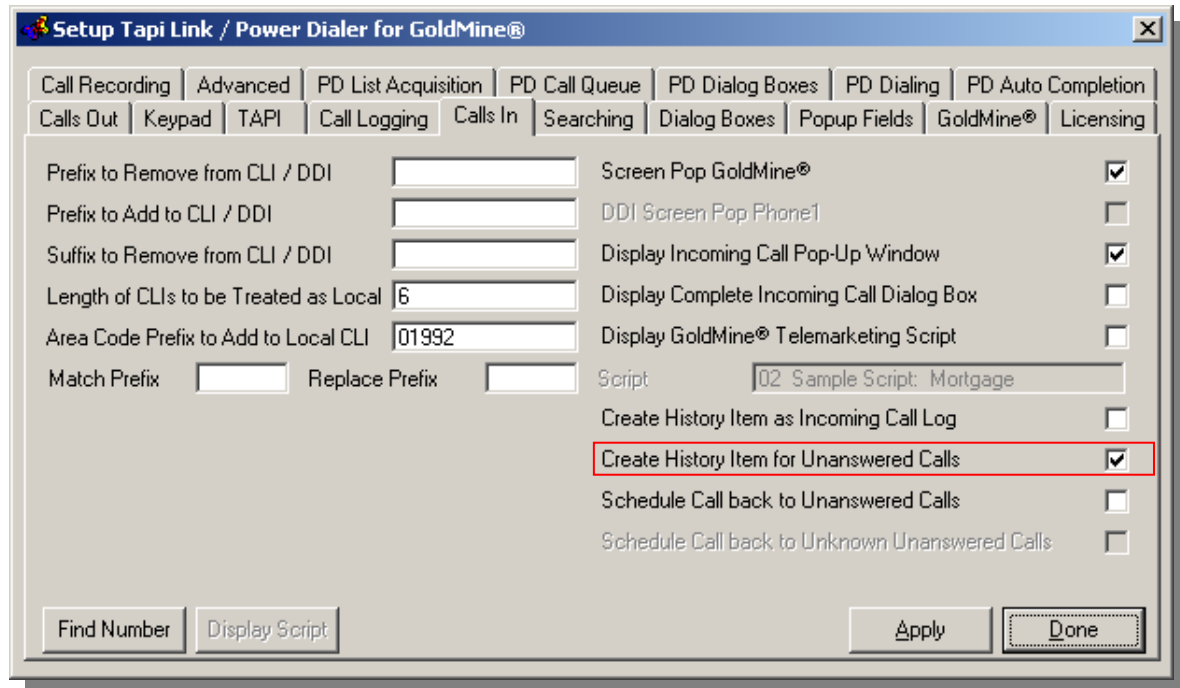 Setup Tapi Link / Power Dialer for GoldMine®
Call Recording Advanced PD List Acquisition PD Call Queue PD Dialog Boxes PD Dialing PD Auto Completion
Calls Out Keypad TAPI Call Logging Calls In Searching Dialog Boxes Popup Fields GoldMine® Licensing
Prefix to Remove from CLI / DDI
Prefix to Add to CLI / DDI
Suffix to Remove from CLI / DDI
Length of CLIs to be Treated as Local 6
Area Code Prefix to Add to Local CLI 01992
Match Prefix Replace Prefix
Screen Pop GoldMine®
DDI Screen Pop Phone1
Display Incoming Call Pop-Up Window
Display Complete Incoming Call Dialog Box
Display GoldMine® Telemarketing Script
Script 02 Sample Script: Mortgage
Create History Item as Incoming Call Log
Create History Item for Unanswered Calls
Schedule Call back to Unanswered Calls
Schedule Call back to Unknown Unanswered Calls
Find Number Display Script Apply Done